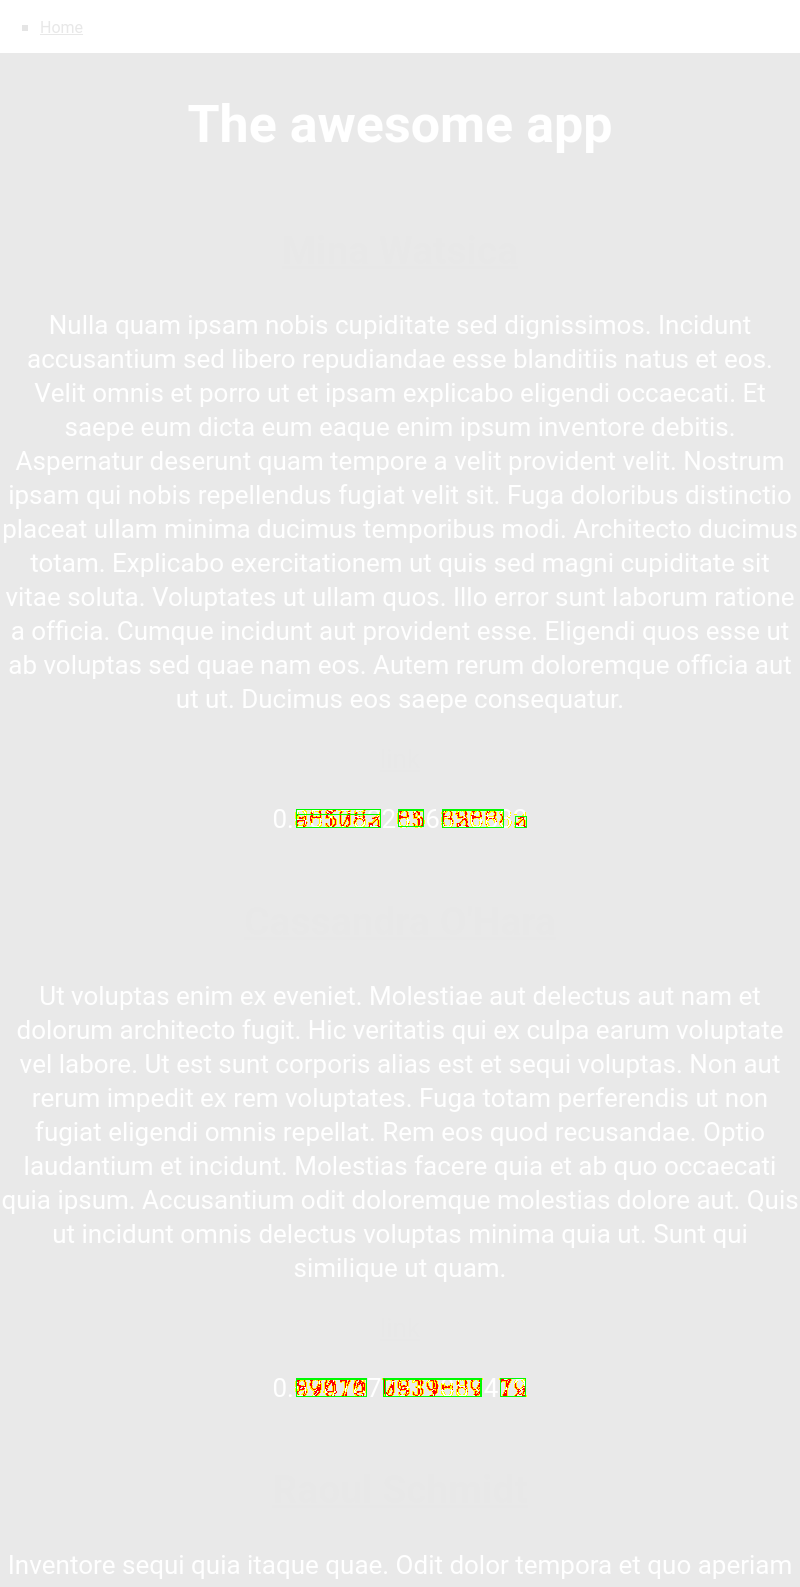 Home
The awesome app
Nulla quam ipsam nobis cupiditate sed dignissimos. Incidunt
accusantium sed libero repudiandae esse blanditiis natus et eos.
Velit omnis et porro ut et ipsam explicabo eligendi occaecati. Et
saepe eum dicta eum eaque enim ipsum inventore debitis.
Aspernatur deserunt quam tempore a velit provident velit. Nostrum
ipsam qui nobis repellendus fugiat velit sit. Fuga doloribus distinctio
placeat ullam minima ducimus temporibus modi. Architecto ducimus
totam. Explicabo exercitationem ut quis sed magni cupiditate sit
vitae soluta. Voluptates ut ullam quos. Illo error sunt laborum ratione
a officia. Cumque incidunt aut provident esse. Eligendi quos esse ut
ab voluptas sed quae nam eos. Autem rerum doloremque officia aut
ut ut. Ducimus eos saepe consequatur.
Ut voluptas enim ex eveniet. Molestiae aut delectus aut nam et
dolorum architecto fugit. Hic veritatis qui ex culpa earum voluptate
vel labore. Ut est sunt corporis alias est et sequi voluptas. Non aut
rerum impedit ex rem voluptates. Fuga totam perferendis ut non
fugiat eligendi omnis repellat. Rem eos quod recusandae. Optio
laudantium et incidunt. Molestias facere quia et ab quo occaecati
quia ipsum. Accusantium odit doloremque molestias dolore aut. Quis
ut incidunt omnis delectus voluptas minima quia ut. Sunt qui
similique ut quam.
Inventore sequi quia itaque quae. Odit dolor tempora et quo aperiam